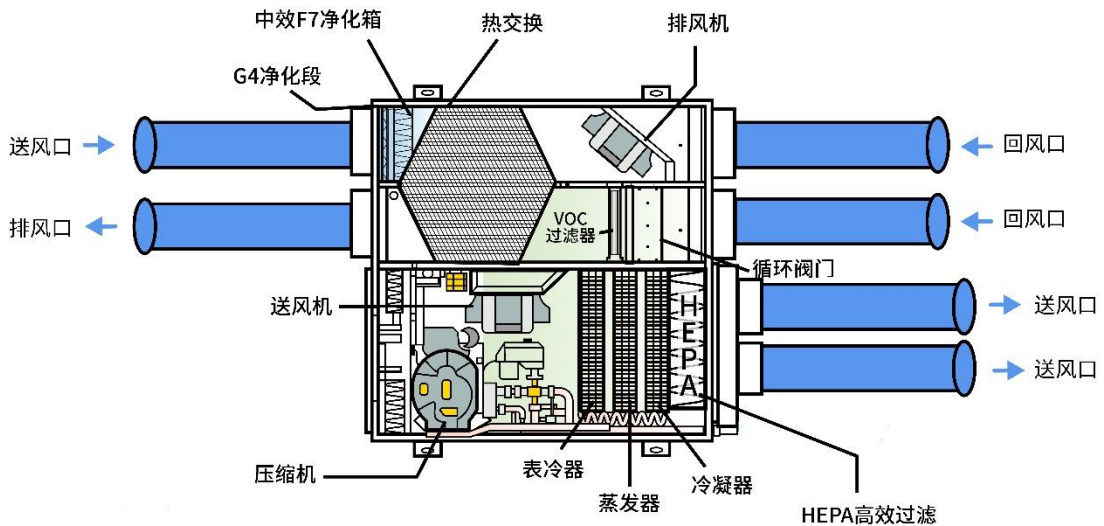 中效F7净化箱
热交换
排风机
G4净化段
送风口
回风口
排风口
VOC
过滤器
回风口
循环阀门
送风机
送风口
HEPA
送风口
压缩机
表冷器
蒸发器
冷凝器
HEPA高效过滤